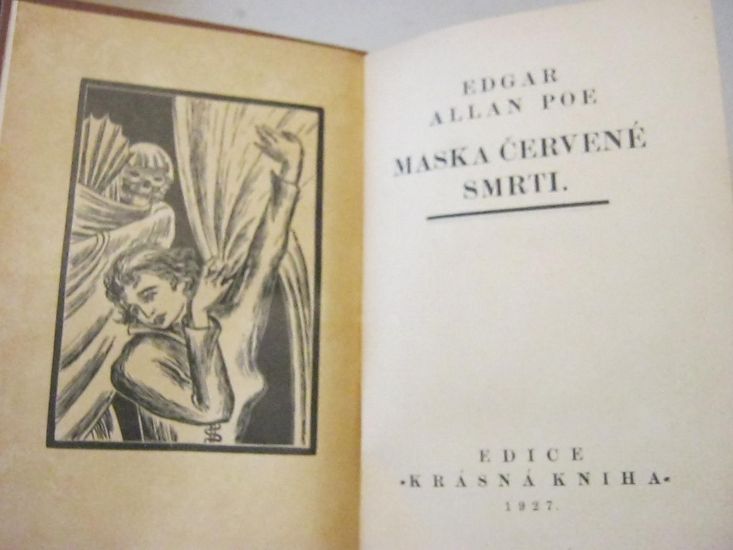 EDGAR
ALLAN POE
MASKA ČERVENÉ
SMRTI.
EDICE
«KRÁSNÁ KNIHA»
1927.